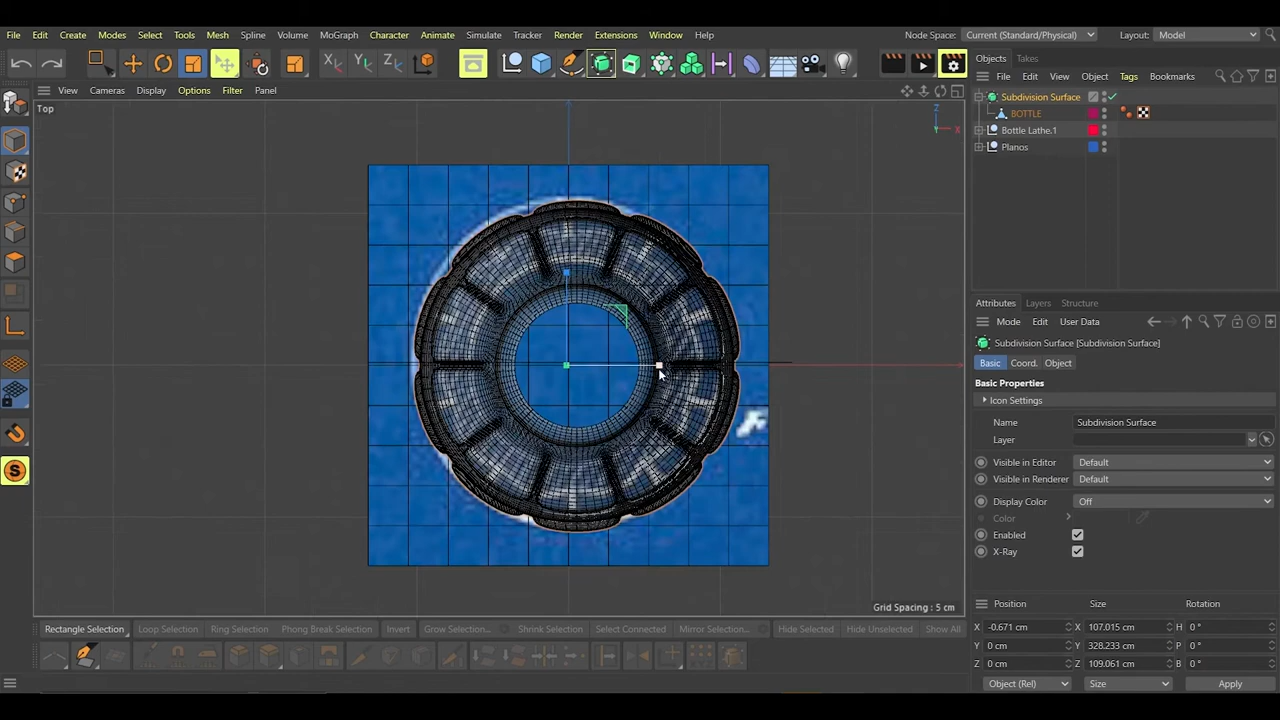 File Edit Create Modes Select Tools Mesh Spline Volume MoGraph Character Animate Simulate Tracker Render Extensions Window Help Node Space: Current (Standard/Physical) Layout: Model
X Y Z Objects Takes
View Cameras Display Options Filter Panel File Edit View Object Tags Bookmarks
Top Subdivision Surface
Z BOTTLE
X Bottle Lathe.1
Planos
Attributes Layers Structure
Mode Edit User Data
Subdivision Surface [Subdivision Surface]
Basic Coord. Object
Basic Properties
Icon Settings
Name Subdivision Surface
Layer
Visible in Editor Default
Visible in Renderer Default
S
Display Color Off
Color
Enabled
X-Ray
Grid Spacing : 5 cm Position Size Rotation
Rectangle Selection Loop Selection Ring Selection Phong Break Selection Invert Grow Selection... Shrink Selection Select Connected Mirror Selection... Hide Selected Hide Unselected Show All X -0.671 cm X 107.015 cm H 0 °
Y 0 cm Y 328.233 cm P 0 °
Z 0 cm Z 109.061 cm B 0 °
Object (Rel) Size Apply